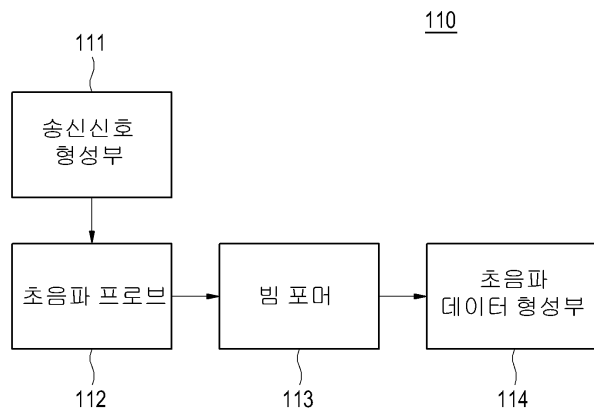 110
111
송신신호
형성부
초음파 프로브
빔 포머
초음파
데이터 형성부
112
113
114